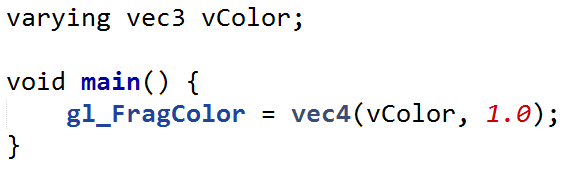 varying vec3 vColor;

void main() {
    gl_FragColor = vec4(vColor, 1.0);
}